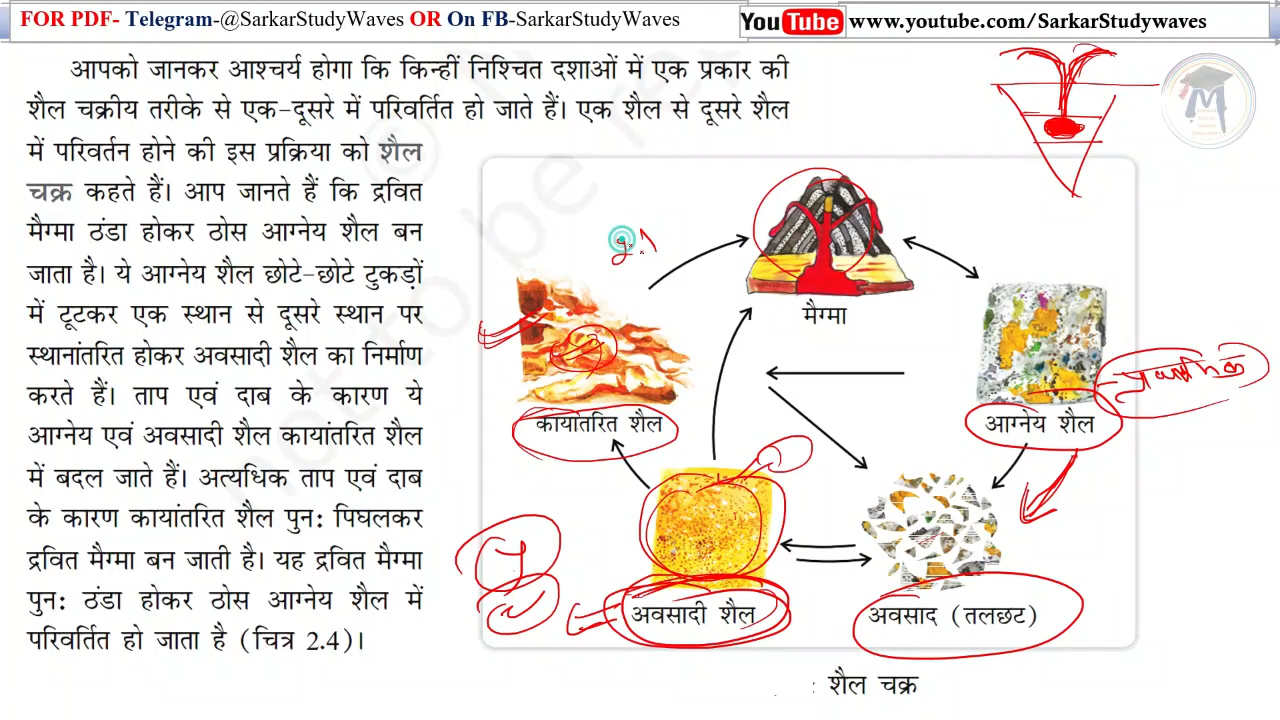 FOR PDF- Telegram-@SarkarStudyWaves OR On FB-SarkarStudyWaves
YouTube www.youtube.com/SarkarStudywaves
आपको जानकर आश्चर्य होगा कि किन्हीं निश्चित दशाओं में एक प्रकार की
शैल चक्रीय तरीके से एक-दूसरे में परिवर्तित हो जाते हैं। एक शैल से दूसरे शैल
में परिवर्तन होने की इस प्रक्रिया को शैल
चक्र कहते हैं। आप जानते हैं कि द्रवित
मैग्मा ठंडा होकर ठोस आग्नेय शैल बन
जाता है। ये आग्नेय शैल छोटे-छोटे टुकड़ों
में टूटकर एक स्थान से दूसरे स्थान पर
स्थानांतरित होकर अवसादी शैल का निर्माण
करते हैं। ताप एवं दाब के कारण ये
आग्नेय एवं अवसादी शैल कायांतरित शैल
में बदल जाते हैं। अत्यधिक ताप एवं दाब
के कारण कायांतरित शैल पुनः पिघलकर
द्रवित मैग्मा बन जाती है। यह द्रवित मैग्मा
पुनः ठंडा होकर ठोस आग्नेय शैल में
परिवर्तित हो जाता है (चित्र 2.4)।
मैग्मा
कायांतरित शैल
आग्नेय शैल
अवसादी शैल
अवसाद (तलछट)
: शैल चक्र